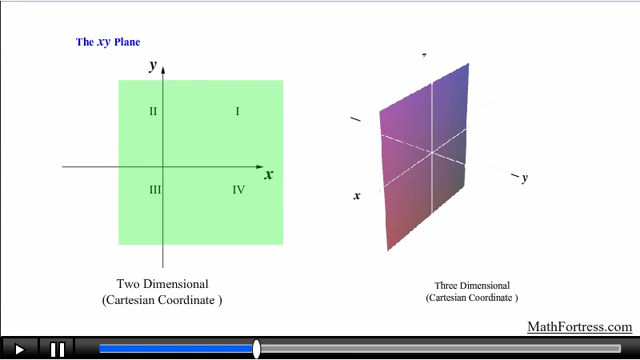 The xy Plane
y
II
I
x
III
IV
Two Dimensional
(Cartesian Coordinate )
x
y
Three Dimensional
(Cartesian Coordinate )
MathFortress.com